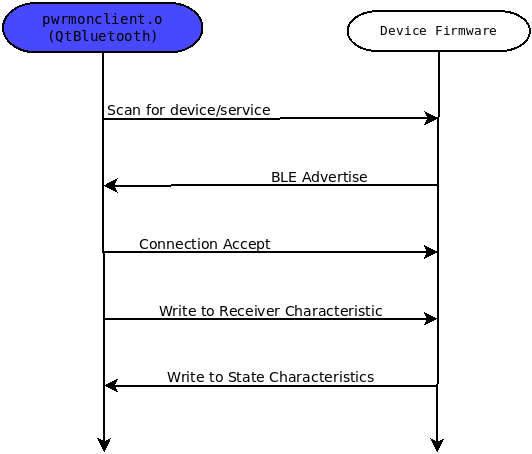 pwrmonclient.o
(QtBluetooth)
Device Firmware
Scan for device/service
BLE Advertise
Connection Accept
Write to Receiver Characteristic
Write to State Characteristics